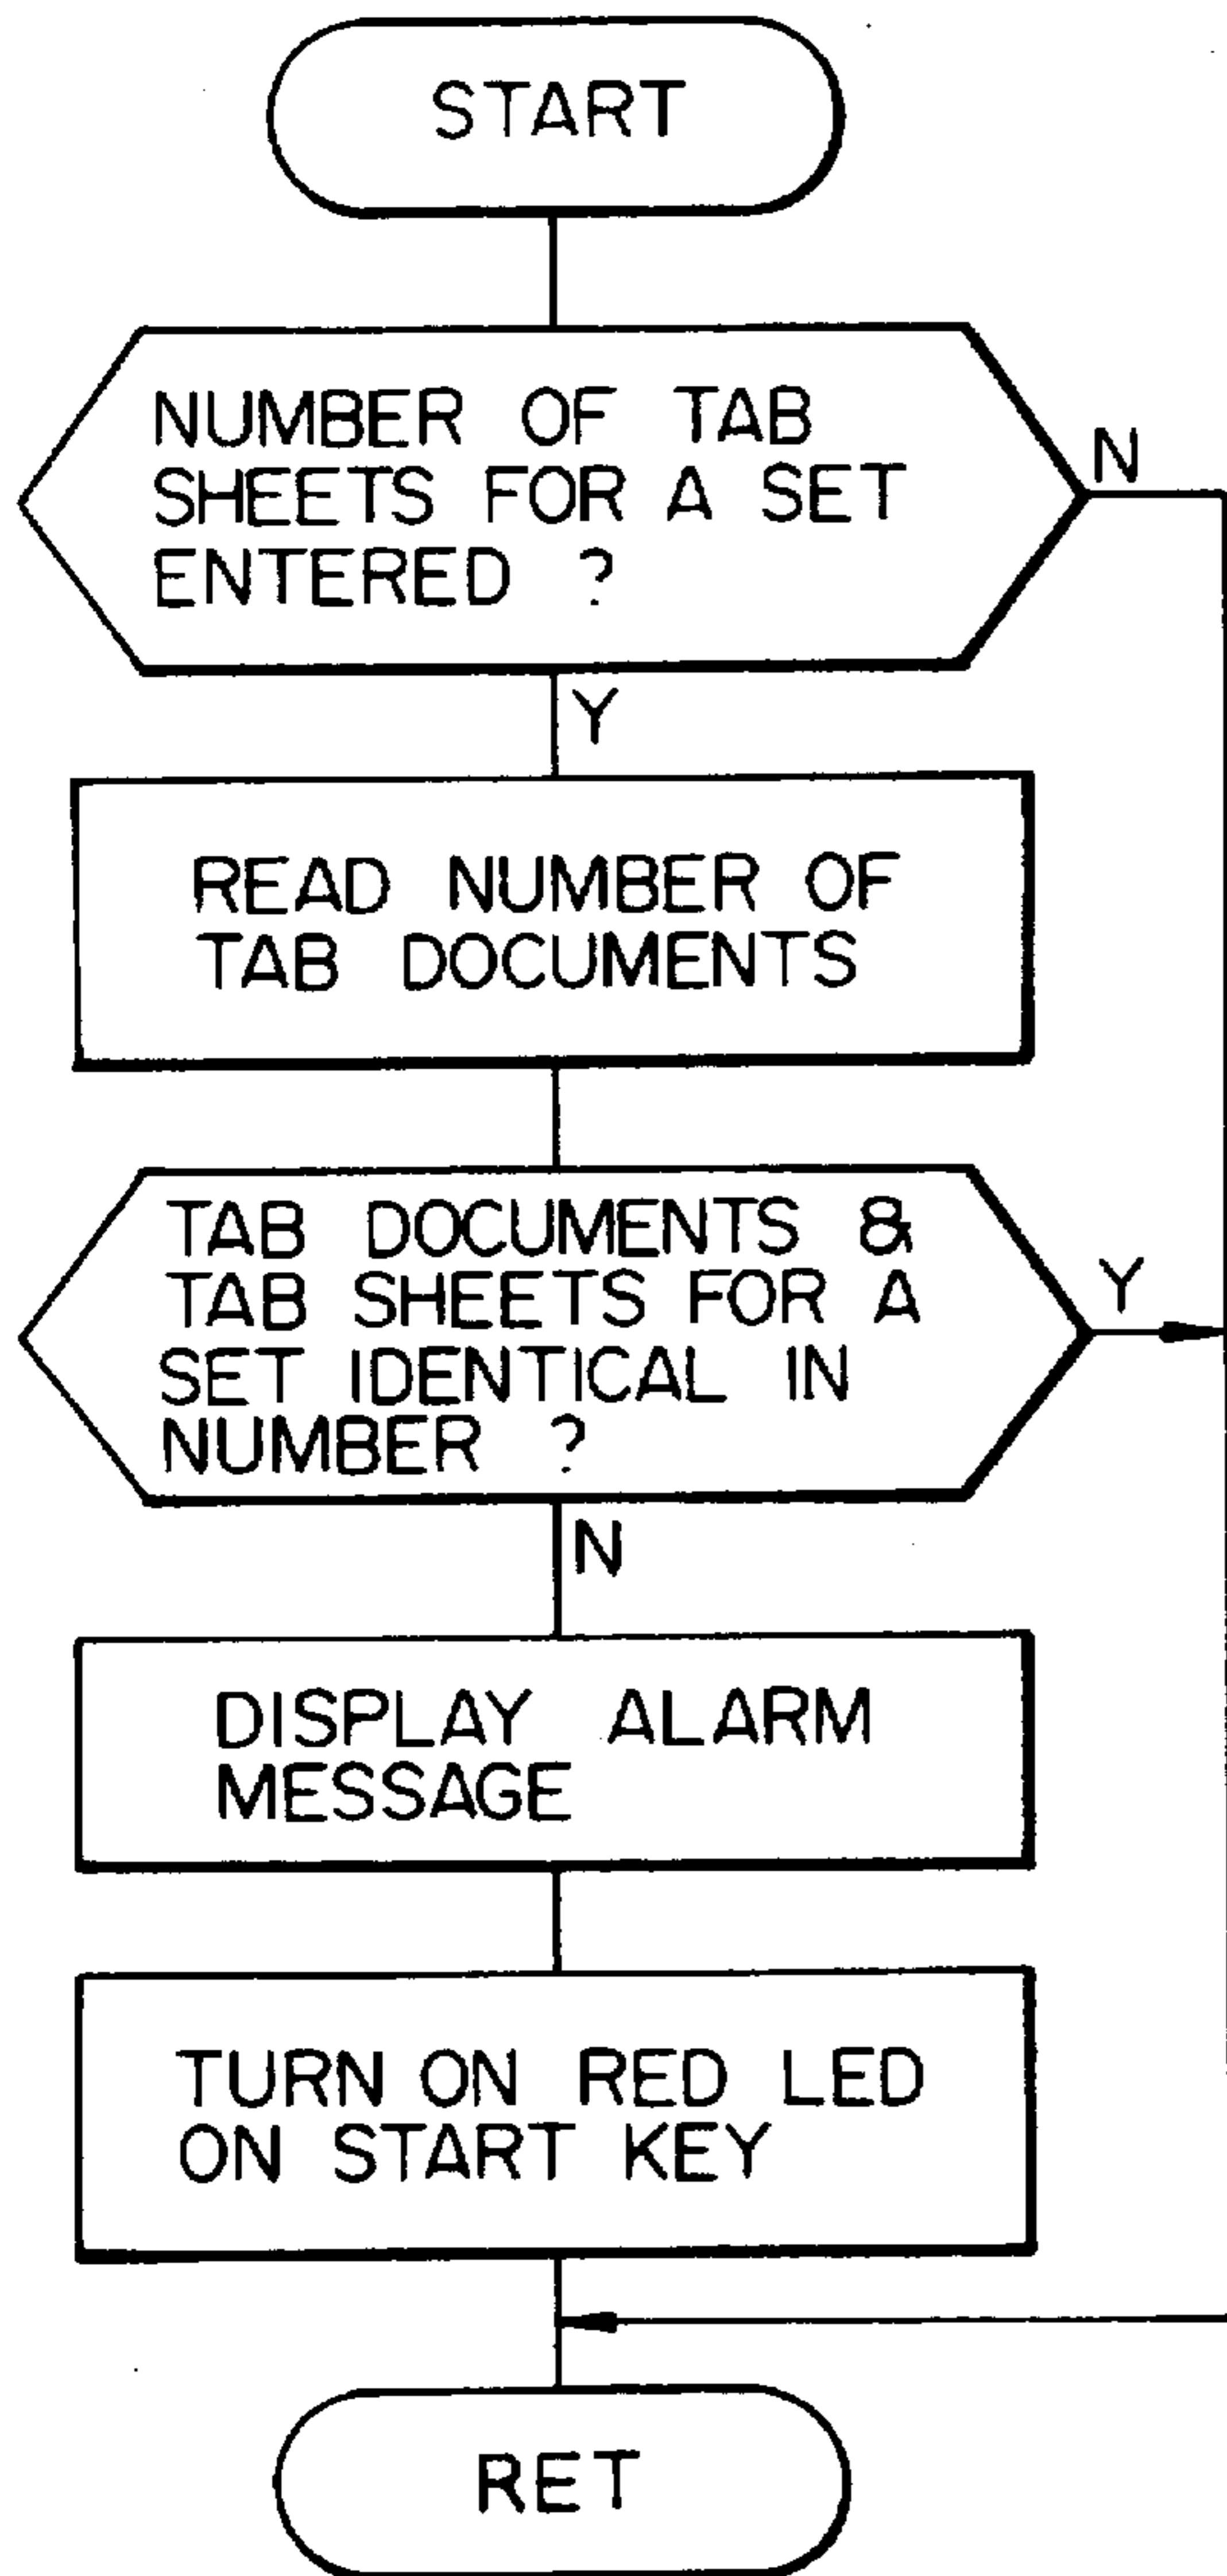 START
NUMBER OF TAB
SHEETS FOR A SET
ENTERED ?
N
Y
READ NUMBER OF
TAB DOCUMENTS
TAB DOCUMENTS &
TAB SHEETS FOR A
SET IDENTICAL IN
NUMBER ?
Y
N
DISPLAY ALARM
MESSAGE
TURN ON RED LED
ON START KEY
RET